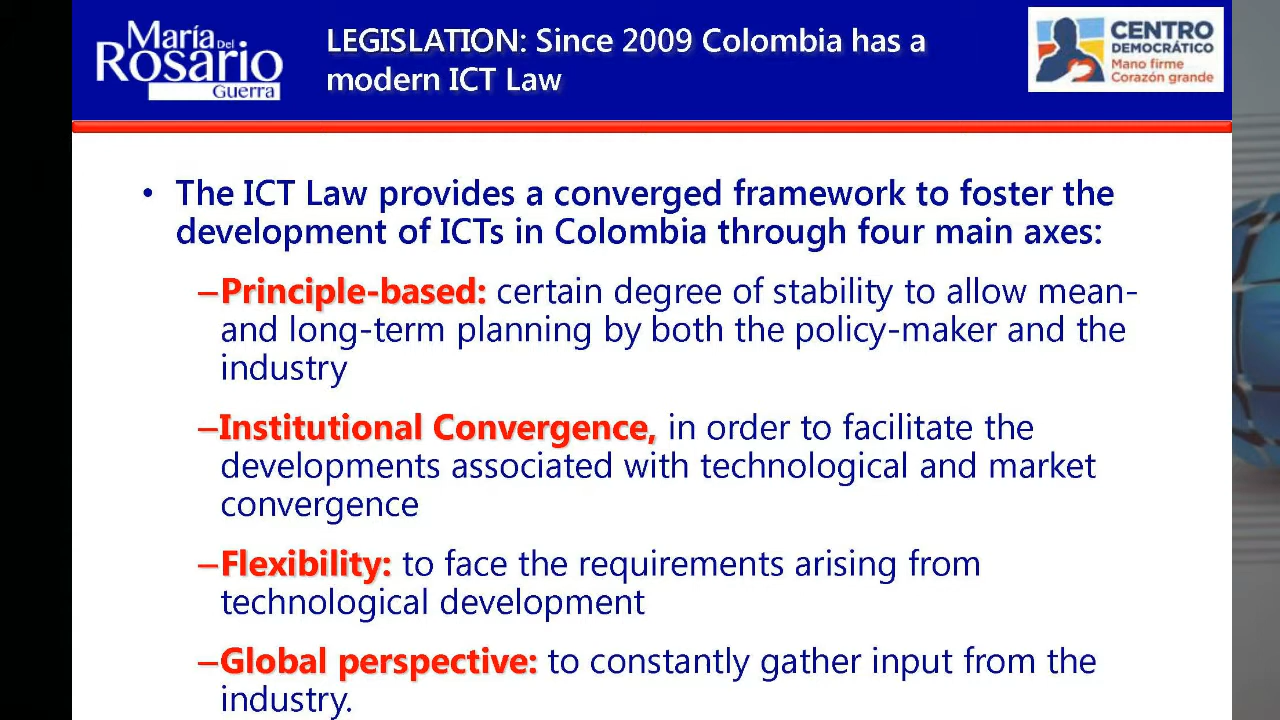 María Del
Rosario
Guerra
LEGISLATION: Since 2009 Colombia has a
modern ICT Law
CENTRO
DEMOCRÁTICO
Mano firme
Corazón grande
• The ICT Law provides a converged framework to foster the
development of ICTs in Colombia through four main axes:
–Principle-based: certain degree of stability to allow mean-
and long-term planning by both the policy-maker and the
industry
–Institutional Convergence, in order to facilitate the
developments associated with technological and market
convergence
–Flexibility: to face the requirements arising from
technological development
–Global perspective: to constantly gather input from the
industry.